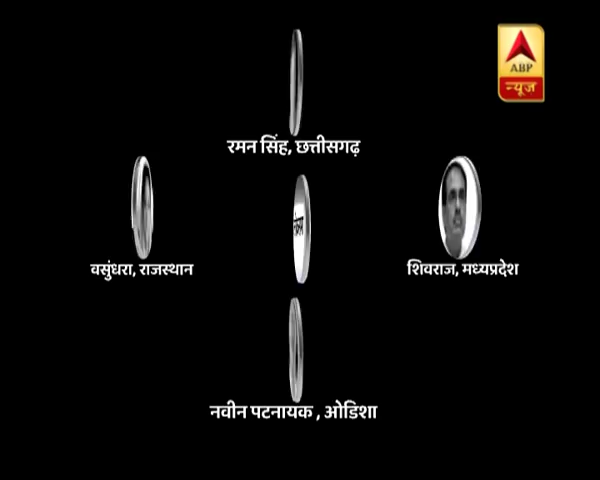 ABP
न्यूज़
रमन सिंह, छत्तीसगढ़
वसुंधरा, राजस्थान
शिवराज, मध्यप्रदेश
नवीन पटनायक , ओडिशा